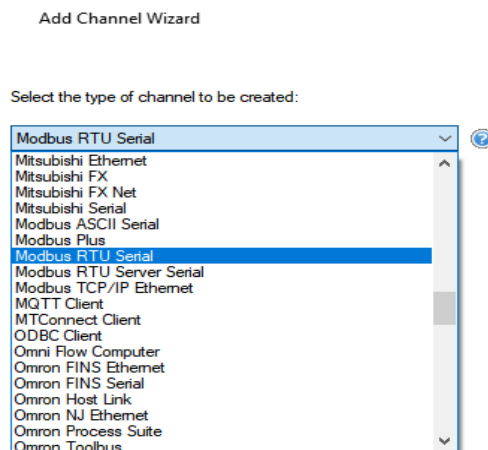 Add Channel Wizard
Select the type of channel to be created:
Modbus RTU Serial
Mitsubishi Ethernet
Mitsubishi FX
Mitsubishi FX Net
Mitsubishi Serial
Modbus ASCII Serial
Modbus Plus
Modbus RTU Serial
Modbus RTU Server Serial
Modbus TCP/IP Ethernet
MQTT Client
MTConnect Client
ODBC Client
Omni Flow Computer
Omron FINS Ethernet
Omron FINS Serial
Omron Host Link
Omron NJ Ethernet
Omron Process Suite
Omron Toolbus